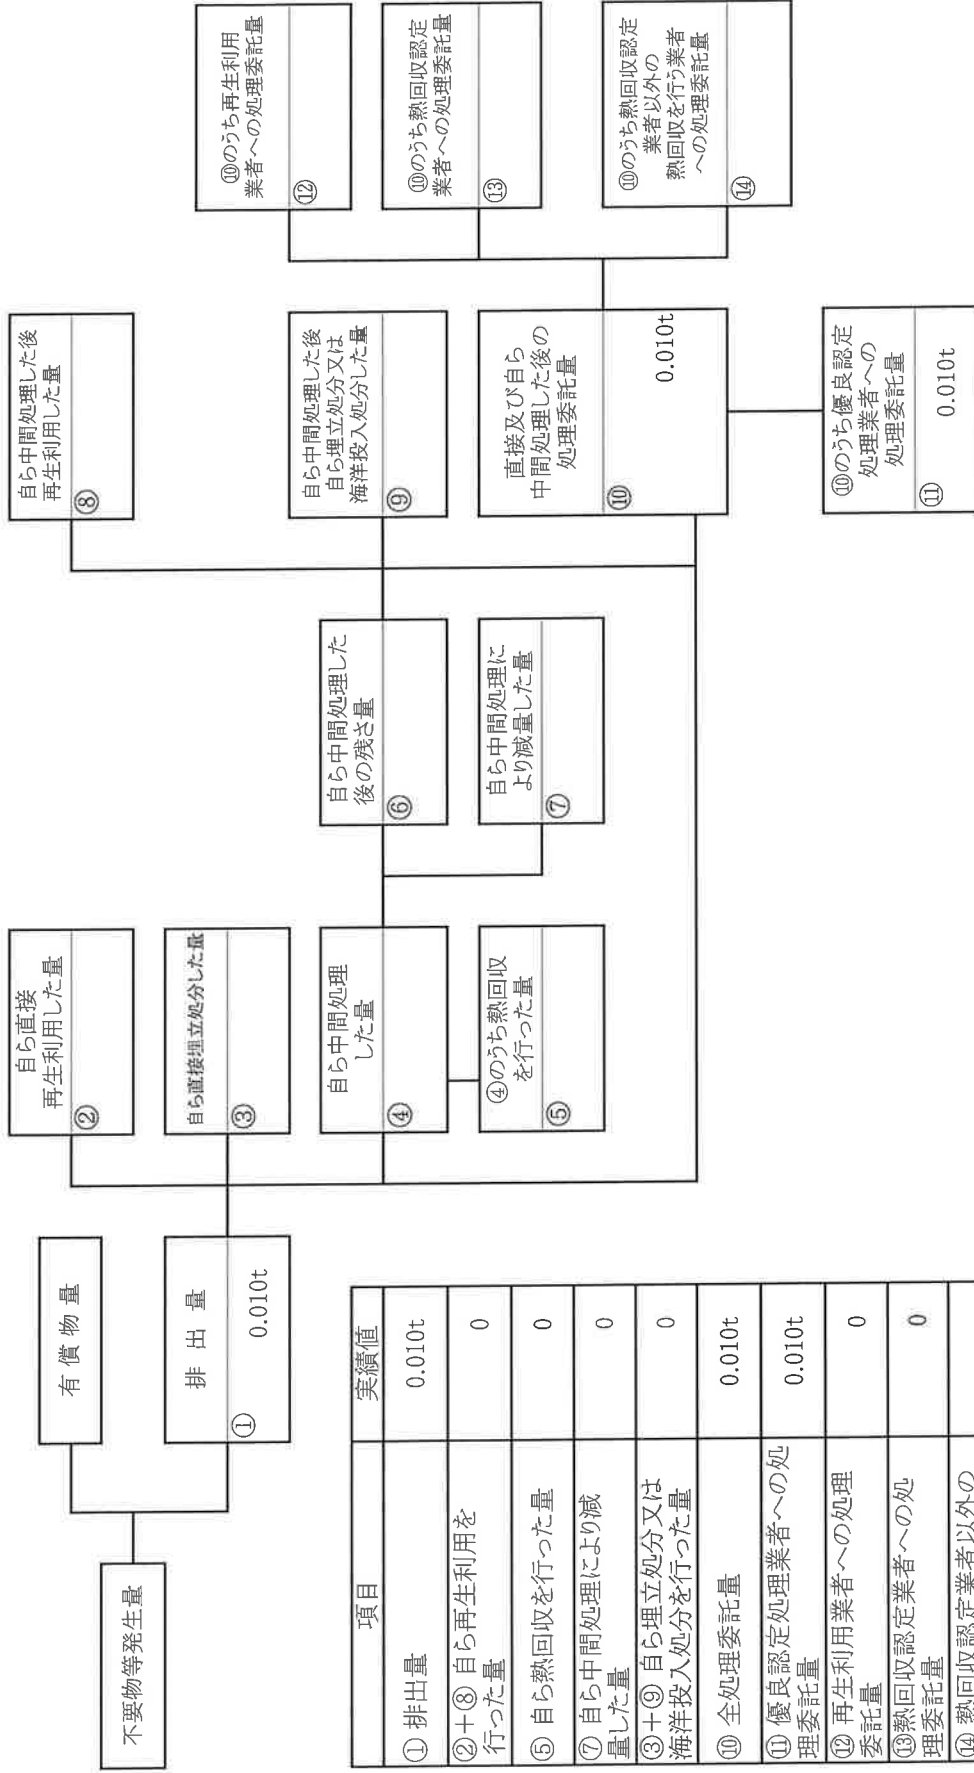 不要物等発生量
有償物量
排出量
①
0.010t
自ら直接
再生利用した量
②
自ら直接埋立処分した量
③
自ら中間処理
した量
④
④のうち熱回収
を行った量
⑤
自ら中間処理した
後の残さ量
⑥
自ら中間処理に
より減量した量
⑦
自ら中間処理した後
再生利用した量
⑧
自ら中間処理した後
自ら埋立処分又は
海洋投入処分した量
⑨
直接及び自ら
中間処理した後の
処理委託量
⑩
0.010t
⑩のうち優良認定
処理業者への
処理委託量
⑪
0.010t
⑩のうち再生利用
業者への処理委託量
⑫
⑩のうち熱回収認定
業者への処理委託量
⑬
⑩のうち熱回収認定
業者以外の
熱回収を行う業者
への処理委託量
⑭
項目 実績値
① 排出量 0.010t
②+⑧ 自ら再生利用を
行った量 0
⑤ 自ら熱回収を行った量 0
⑦ 自ら中間処理により減
量した量 0
③+⑨ 自ら埋立処分又は
海洋投入処分を行った量 0
⑩ 全処理委託量 0.010t
⑪ 優良認定処理業者への処
理委託量 0.010t
⑫ 再生利用業者への処理
委託量 0
⑬熱回収認定業者への処
理委託量 0
⑭ 熱回収認定業者以外の